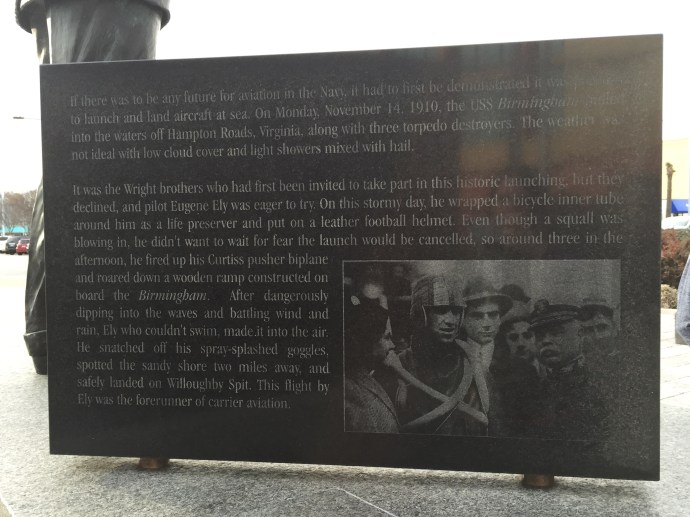 If there was to be any future for aviation in the Navy, it had to first be demonstrated it was
to launch and land aircraft at sea. On Monday, November 14, 1910, the USS Birmingham
into the waters off Hampton Roads, Virginia, along with three torpedo destroyers. The weather was
not ideal with low cloud cover and light showers mixed with hail.
It was the Wright brothers who had first been invited to take part in this historic launching, but they
declined, and pilot Eugene Ely was eager to try. On this stormy day, he wrapped a bicycle inner tube
around him as a life preserver and put on a leather football helmet. Even though a squall was
blowing in, he didn't want to wait for fear the launch would be cancelled, so around three in the
afternoon, he fired up his Curtiss pusher biplane
and roared down a wooden ramp constructed on
board the Birmingham. After dangerously
dipping into the waves and battling wind and
rain, Ely who couldn't swim, made it into the air.
He snatched off his spray-splashed goggles,
spotted the sandy shore two miles away, and
safely landed on Willoughby Spit. This flight by
Ely was the forerunner of carrier aviation.